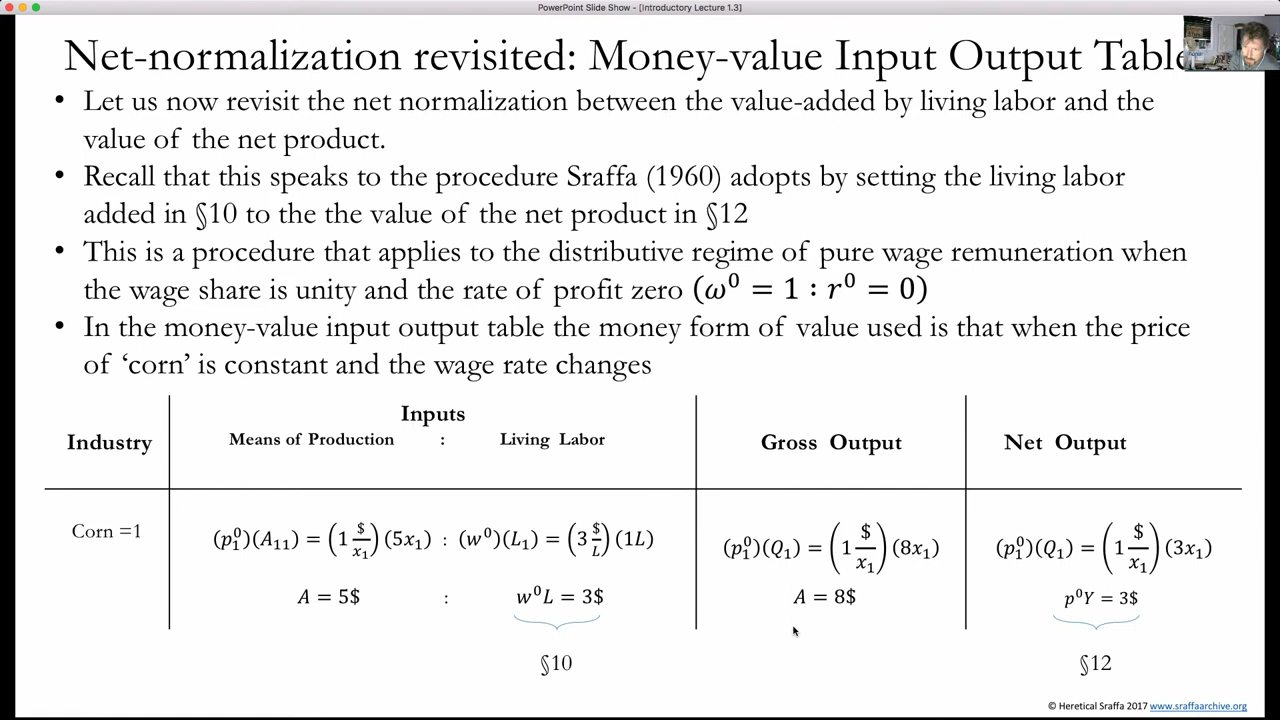 PowerPoint Slide Show - [Introductory Lecture 1.3]
Net-normalization revisited: Money-value Input Output Table
• Let us now revisit the net normalization between the value-added by living labor and the
value of the net product.
• Recall that this speaks to the procedure Sraffa (1960) adopts by setting the living labor
added in §10 to the the value of the net product in §12
• This is a procedure that applies to the distributive regime of pure wage remuneration when
the wage share is unity and the rate of profit zero (ω⁰ = 1 : r⁰ = 0)
• In the money-value input output table the money form of value used is that when the price
of ‘corn’ is constant and the wage rate changes
Inputs
Industry Means of Production : Living Labor Gross Output Net Output
Corn =1 (p₁⁰)(A₁₁) = (1 $/x₁)(5x₁) : (w⁰)(L₁) = (3 $/L)(1L) (p₁⁰)(Q₁) = (1 $/x₁)(8x₁) (p₁⁰)(Q₁) = (1 $/x₁)(3x₁)
A = 5$ : w⁰L = 3$ A = 8$ p⁰Y = 3$
§10 §12
© Heretical Sraffa 2017 www.sraffaarchive.org